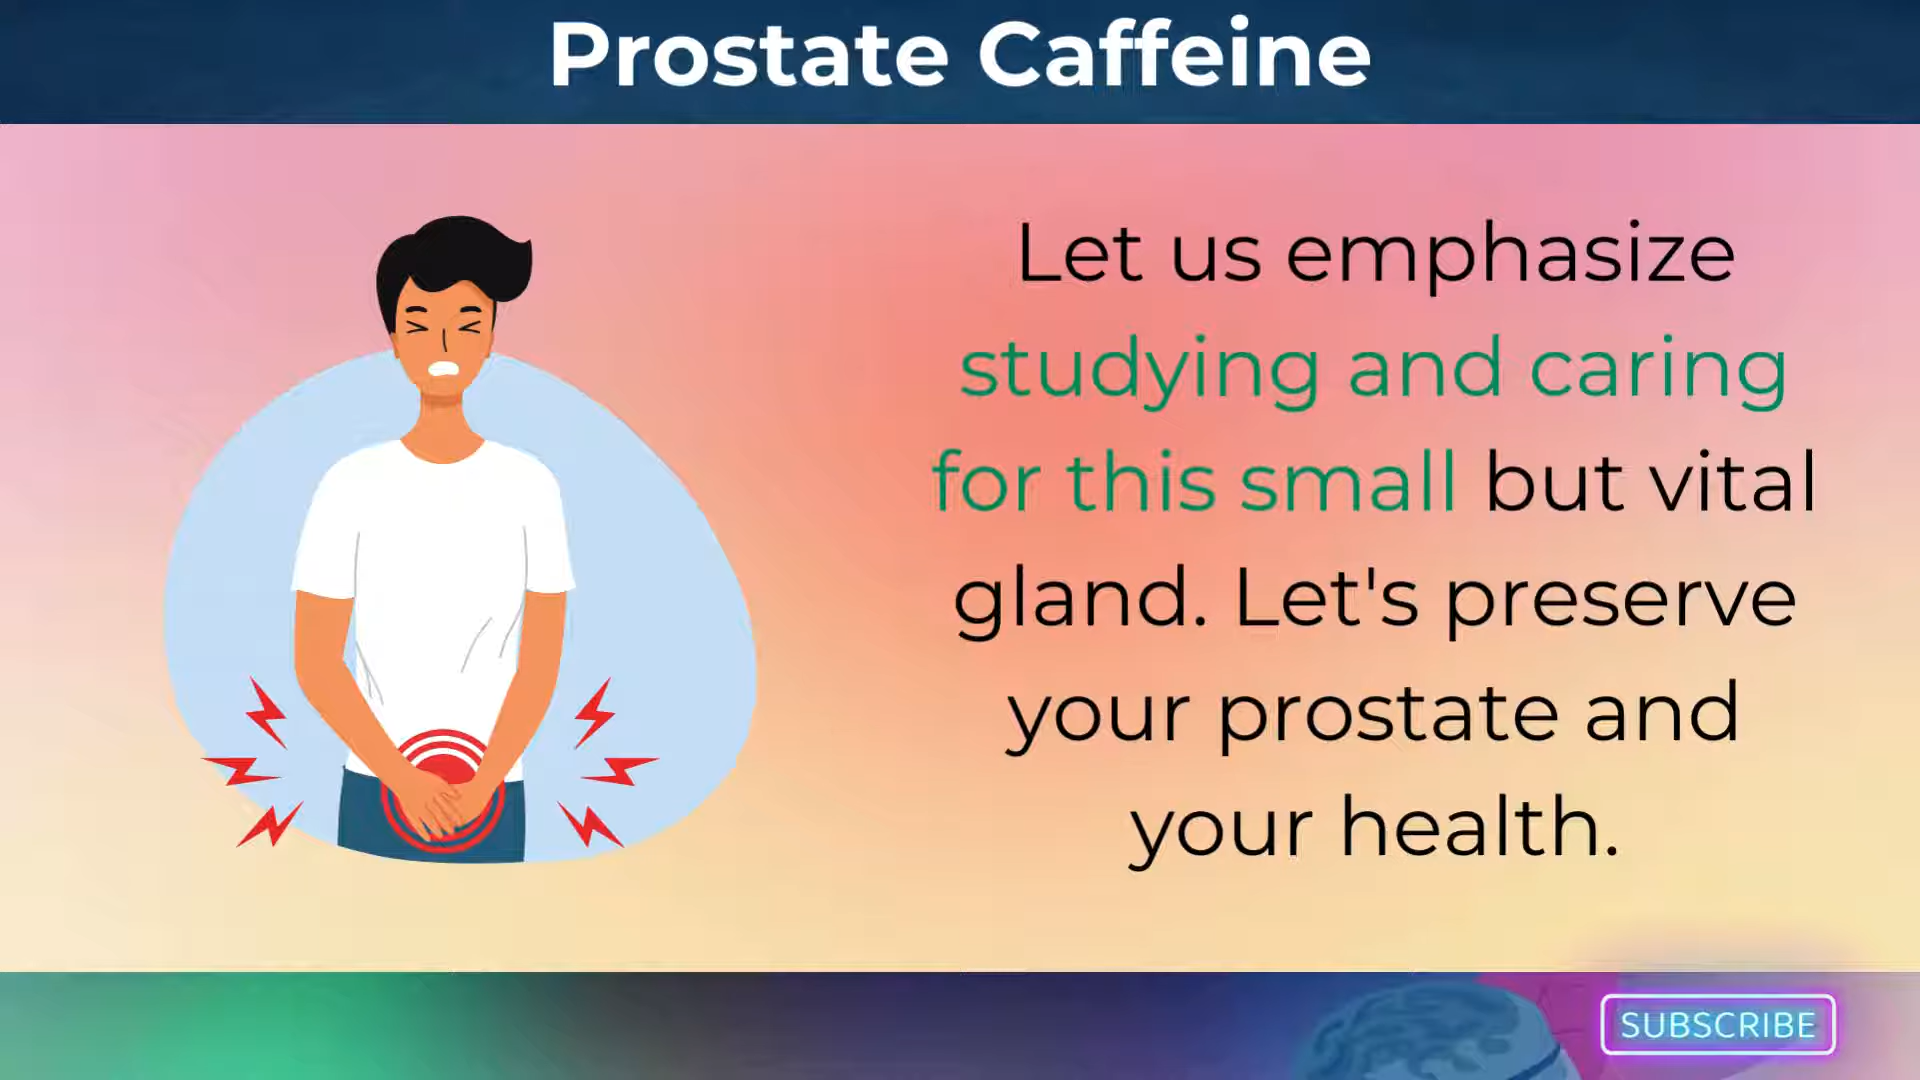 Prostate Caffeine
Let us emphasize
studying and caring
for this small but vital
gland. Let's preserve
your prostate and
your health.
SUBSCRIBE